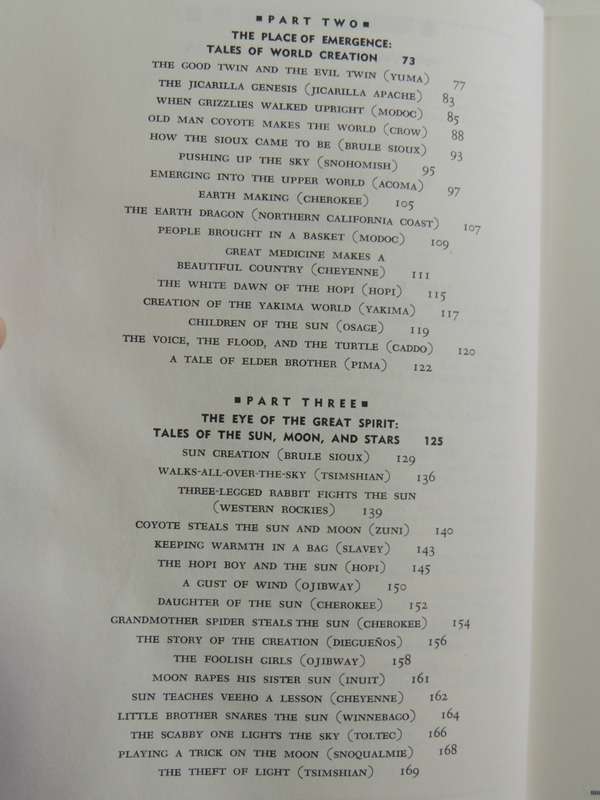 ▪PART TWO▪
THE PLACE OF EMERGENCE:
TALES OF WORLD CREATION 73
THE GOOD TWIN AND THE EVIL TWIN (YUMA) 77
THE JICARILLA GENESIS (JICARILLA APACHE) 83
WHEN GRIZZLIES WALKED UPRIGHT (MODOC) 85
OLD MAN COYOTE MAKES THE WORLD (CROW) 88
HOW THE SIOUX CAME TO BE (BRULE SIOUX) 93
PUSHING UP THE SKY (SNOHOMISH) 95
EMERGING INTO THE UPPER WORLD (ACOMA) 97
EARTH MAKING (CHEROKEE) 105
THE EARTH DRAGON (NORTHERN CALIFORNIA COAST) 107
PEOPLE BROUGHT IN A BASKET (MODOC) 109
GREAT MEDICINE MAKES A
BEAUTIFUL COUNTRY (CHEYENNE) 111
THE WHITE DAWN OF THE HOPI (HOPI) 115
CREATION OF THE YAKIMA WORLD (YAKIMA) 117
CHILDREN OF THE SUN (OSAGE) 119
THE VOICE, THE FLOOD, AND THE TURTLE (CADDO) 120
A TALE OF ELDER BROTHER (PIMA) 122
▪PART THREE▪
THE EYE OF THE GREAT SPIRIT:
TALES OF THE SUN, MOON, AND STARS 125
SUN CREATION (BRULE SIOUX) 129
WALKS-ALL-OVER-THE-SKY (TSIMSHIAN) 136
THREE-LEGGED RABBIT FIGHTS THE SUN
(WESTERN ROCKIES) 139
COYOTE STEALS THE SUN AND MOON (ZUNI) 140
KEEPING WARMTH IN A BAG (SLAVEY) 143
THE HOPI BOY AND THE SUN (HOPI) 145
A GUST OF WIND (OJIBWAY) 150
DAUGHTER OF THE SUN (CHEROKEE) 152
GRANDMOTHER SPIDER STEALS THE SUN (CHEROKEE) 154
THE STORY OF THE CREATION (DIEGUEÑOS) 156
THE FOOLISH GIRLS (OJIBWAY) 158
MOON RAPES HIS SISTER SUN (INUIT) 161
SUN TEACHES VEEHO A LESSON (CHEYENNE) 162
LITTLE BROTHER SNARES THE SUN (WINNEBAGO) 164
THE SCABBY ONE LIGHTS THE SKY (TOLTEC) 166
PLAYING A TRICK ON THE MOON (SNOQUALMIE) 168
THE THEFT OF LIGHT (TSIMSHIAN) 169